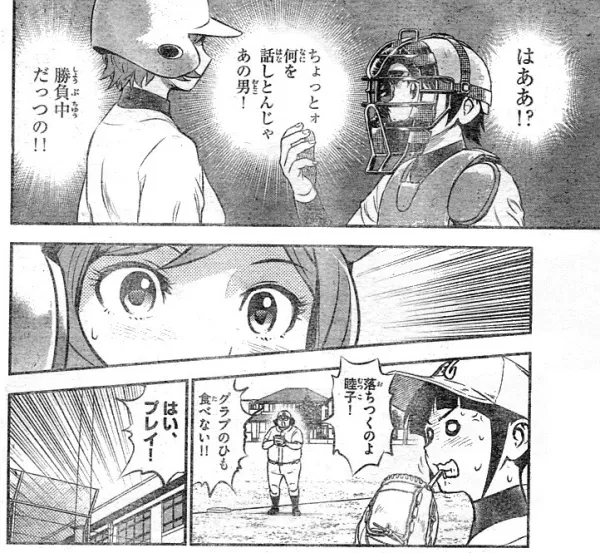 はああ!?
ちょっとォ
何を
話しとんじゃ
あの男!
勝負中
だっつの!!
落ちつくのよ
睦子!
グラブのひも
食べない!!
はい、
プレイ!